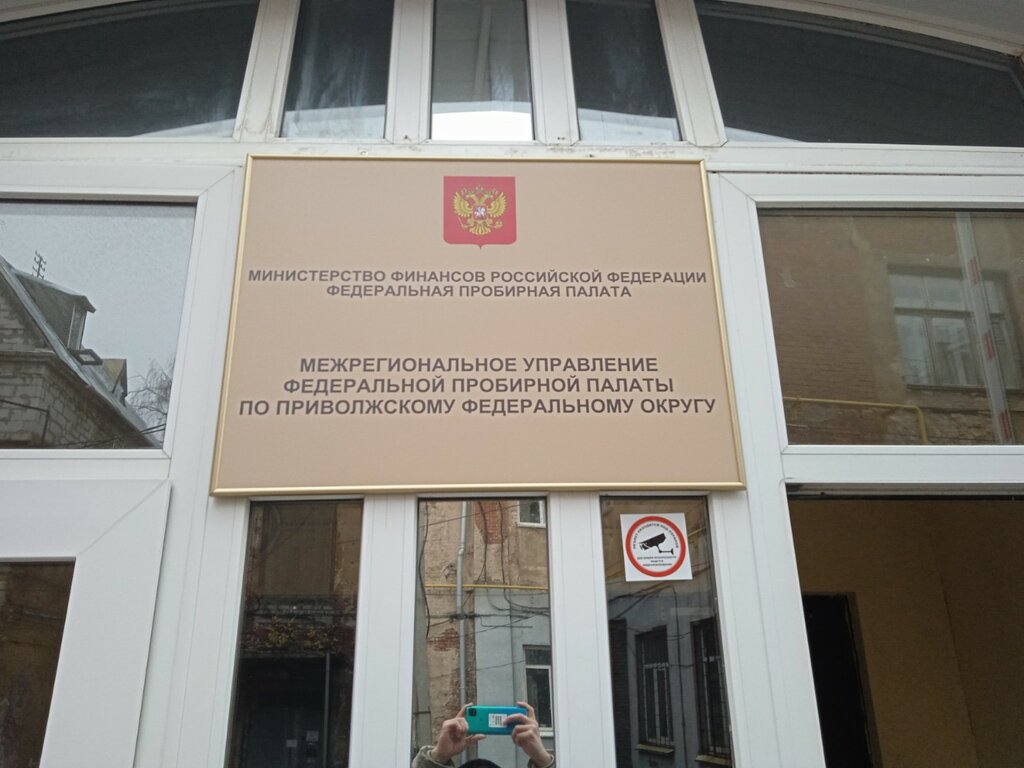 МИНИСТЕРСТВО ФИНАНСОВ РОССИЙСКОЙ ФЕДЕРАЦИИ
ФЕДЕРАЛЬНАЯ ПРОБИРНАЯ ПАЛАТА
МЕЖРЕГИОНАЛЬНОЕ УПРАВЛЕНИЕ
ФЕДЕРАЛЬНОЙ ПРОБИРНОЙ ПАЛАТЫ
ПО ПРИВОЛЖСКОМУ ФЕДЕРАЛЬНОМУ ОКРУГУ